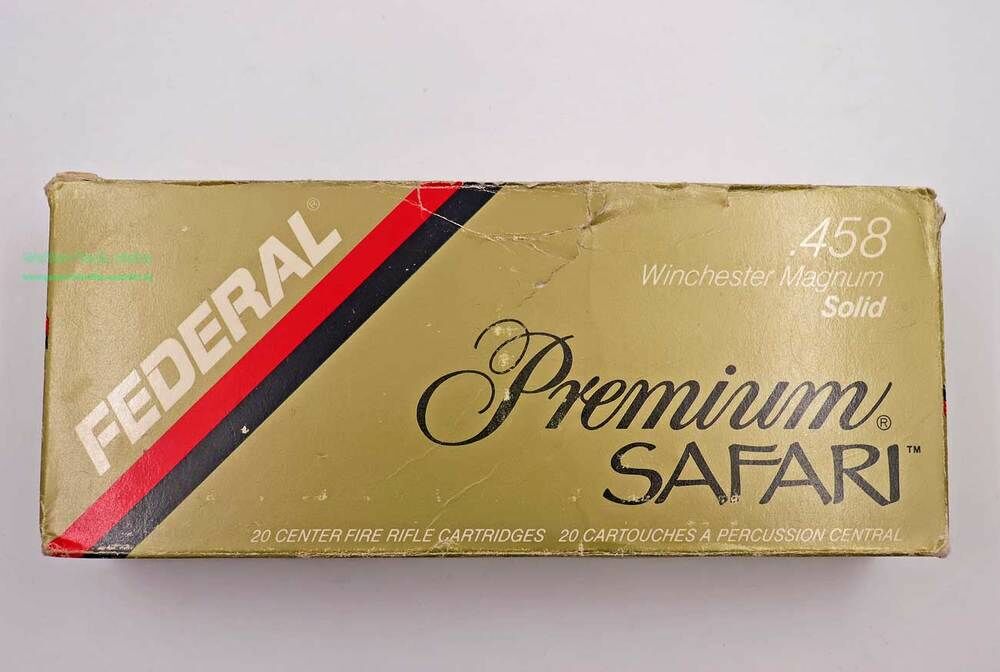 FEDERAL®
.458
Winchester Magnum
Solid
Premium®
SAFARI™
20 CENTER FIRE RIFLE CARTRIDGES 20 CARTOUCHES À PERCUSSION CENTRAL